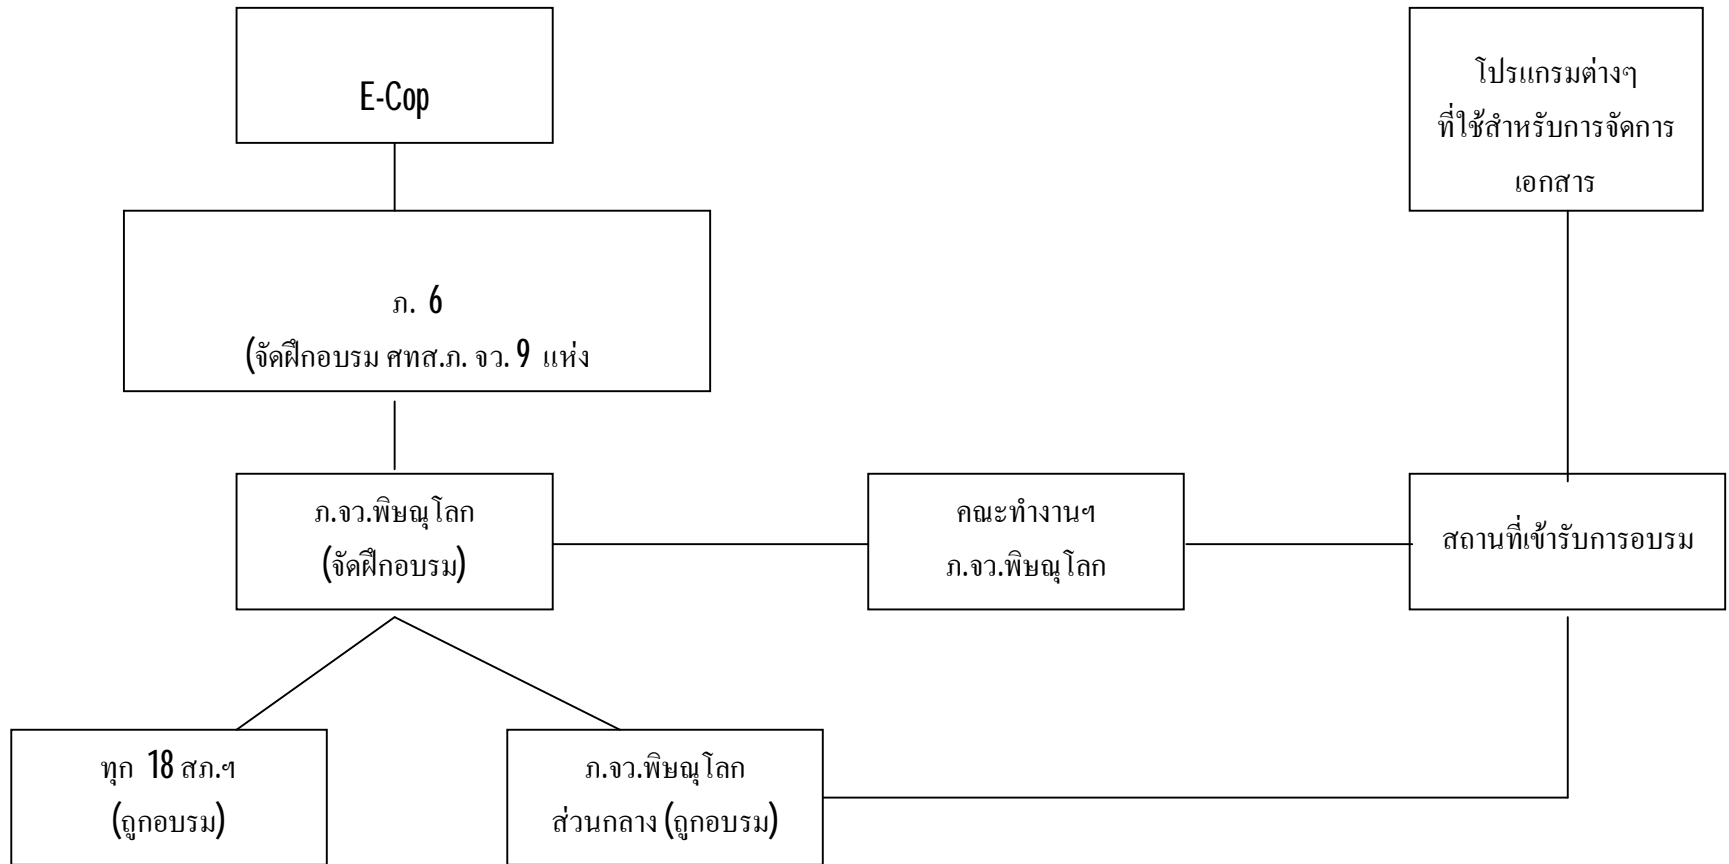 E-Cop
โปรแกรมต่างๆ
ที่ใช้สำหรับการจัดการ
เอกสาร
ภ. 6
(จัดฝึกอบรม ศทส.ภ. จว. 9 แห่ง
ภ.จว.พิษณุโลก
(จัดฝึกอบรม)
คณะทำงานฯ
ภ.จว.พิษณุโลก
สถานที่เข้ารับการอบรม
ทุก 18 สภ.ฯ
(ถูกอบรม)
ภ.จว.พิษณุโลก
ส่วนกลาง (ถูกอบรม)